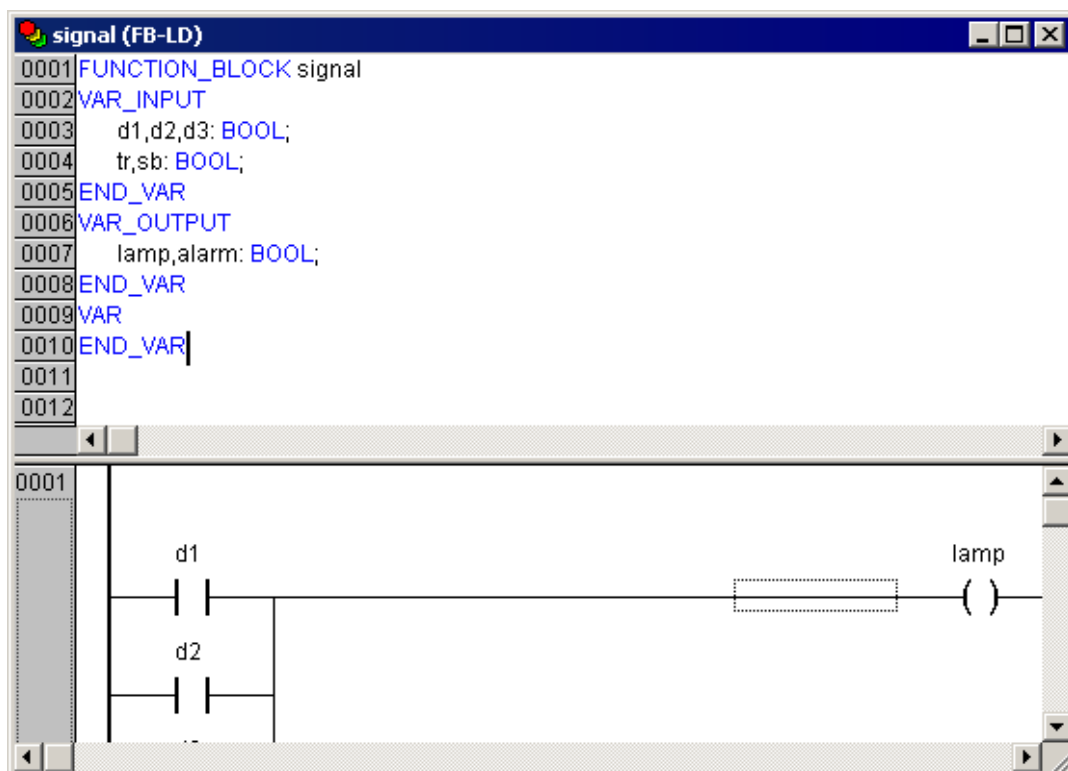 signal (FB-LD)
0001 FUNCTION_BLOCK signal
0002 VAR_INPUT
0003 d1,d2,d3: BOOL;
0004 tr,sb: BOOL;
0005 END_VAR
0006 VAR_OUTPUT
0007 lamp,alarm: BOOL;
0008 END_VAR
0009 VAR
0010 END_VAR
0011
0012
0001
d1 lamp
d2